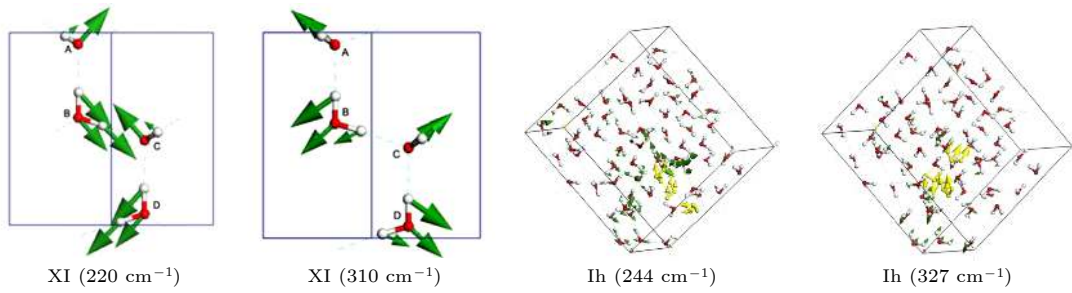 A
B
C
D
A
B
C
D
XI (220 cm⁻¹)
XI (310 cm⁻¹)
Ih (244 cm⁻¹)
Ih (327 cm⁻¹)